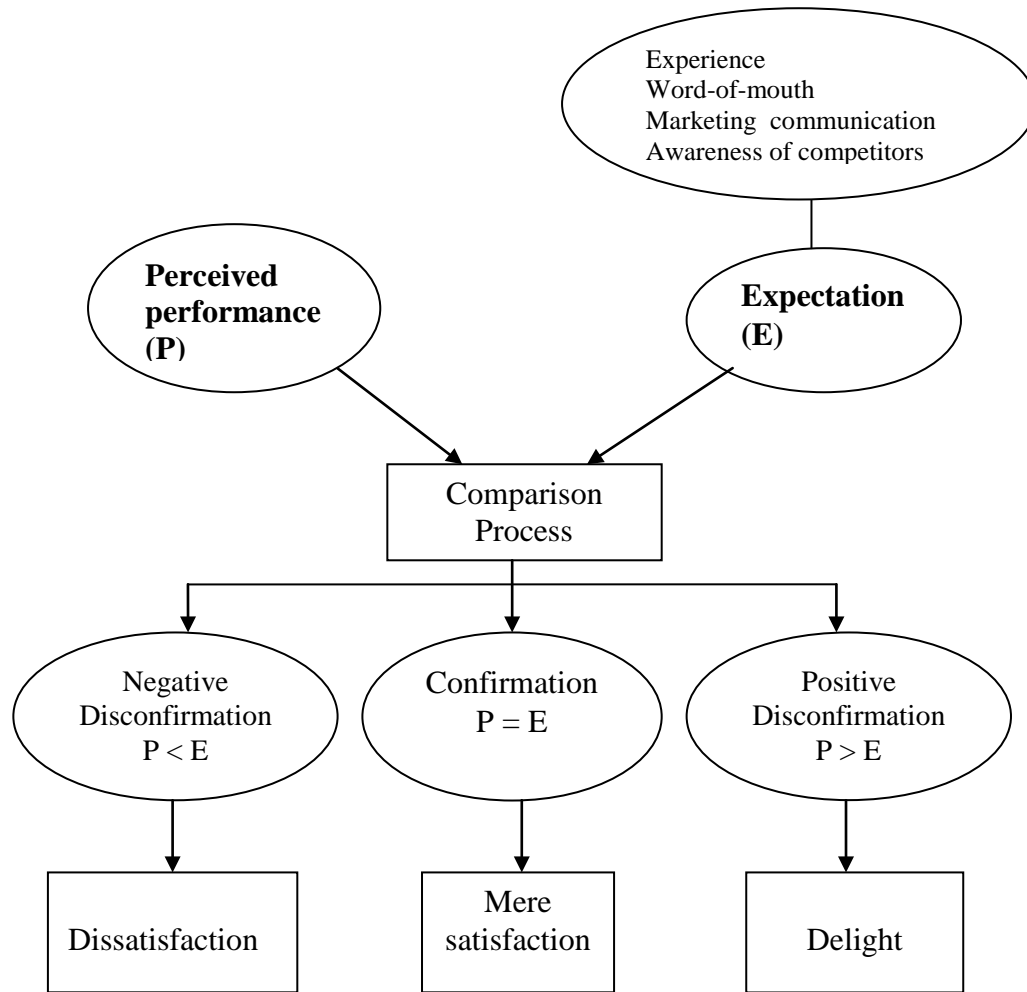 Experience
Word-of-mouth
Marketing communication
Awareness of competitors
Perceived
performance
(P)
Expectation
(E)
Comparison
Process
Negative
Disconfirmation
P < E
Confirmation
P = E
Positive
Disconfirmation
P > E
Dissatisfaction
Mere
satisfaction
Delight